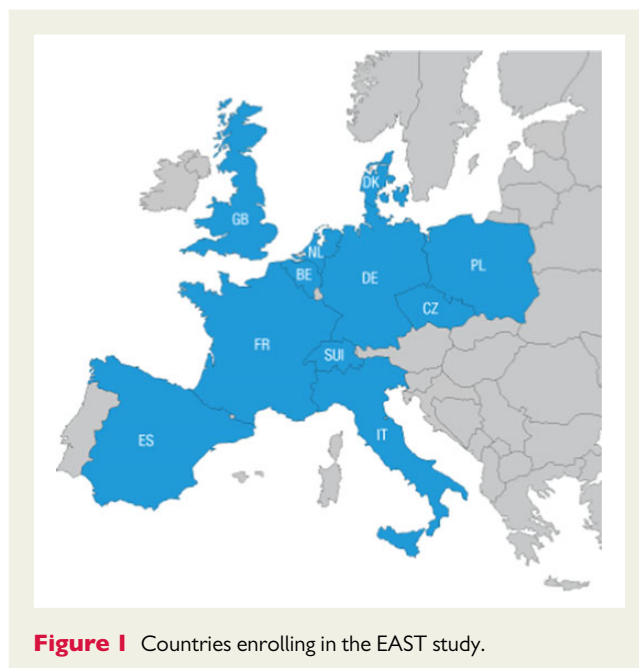 DK
GB
NL
BE
DE
PL
CZ
FR
SUI
ES
IT
Figure 1 Countries enrolling in the EAST study.